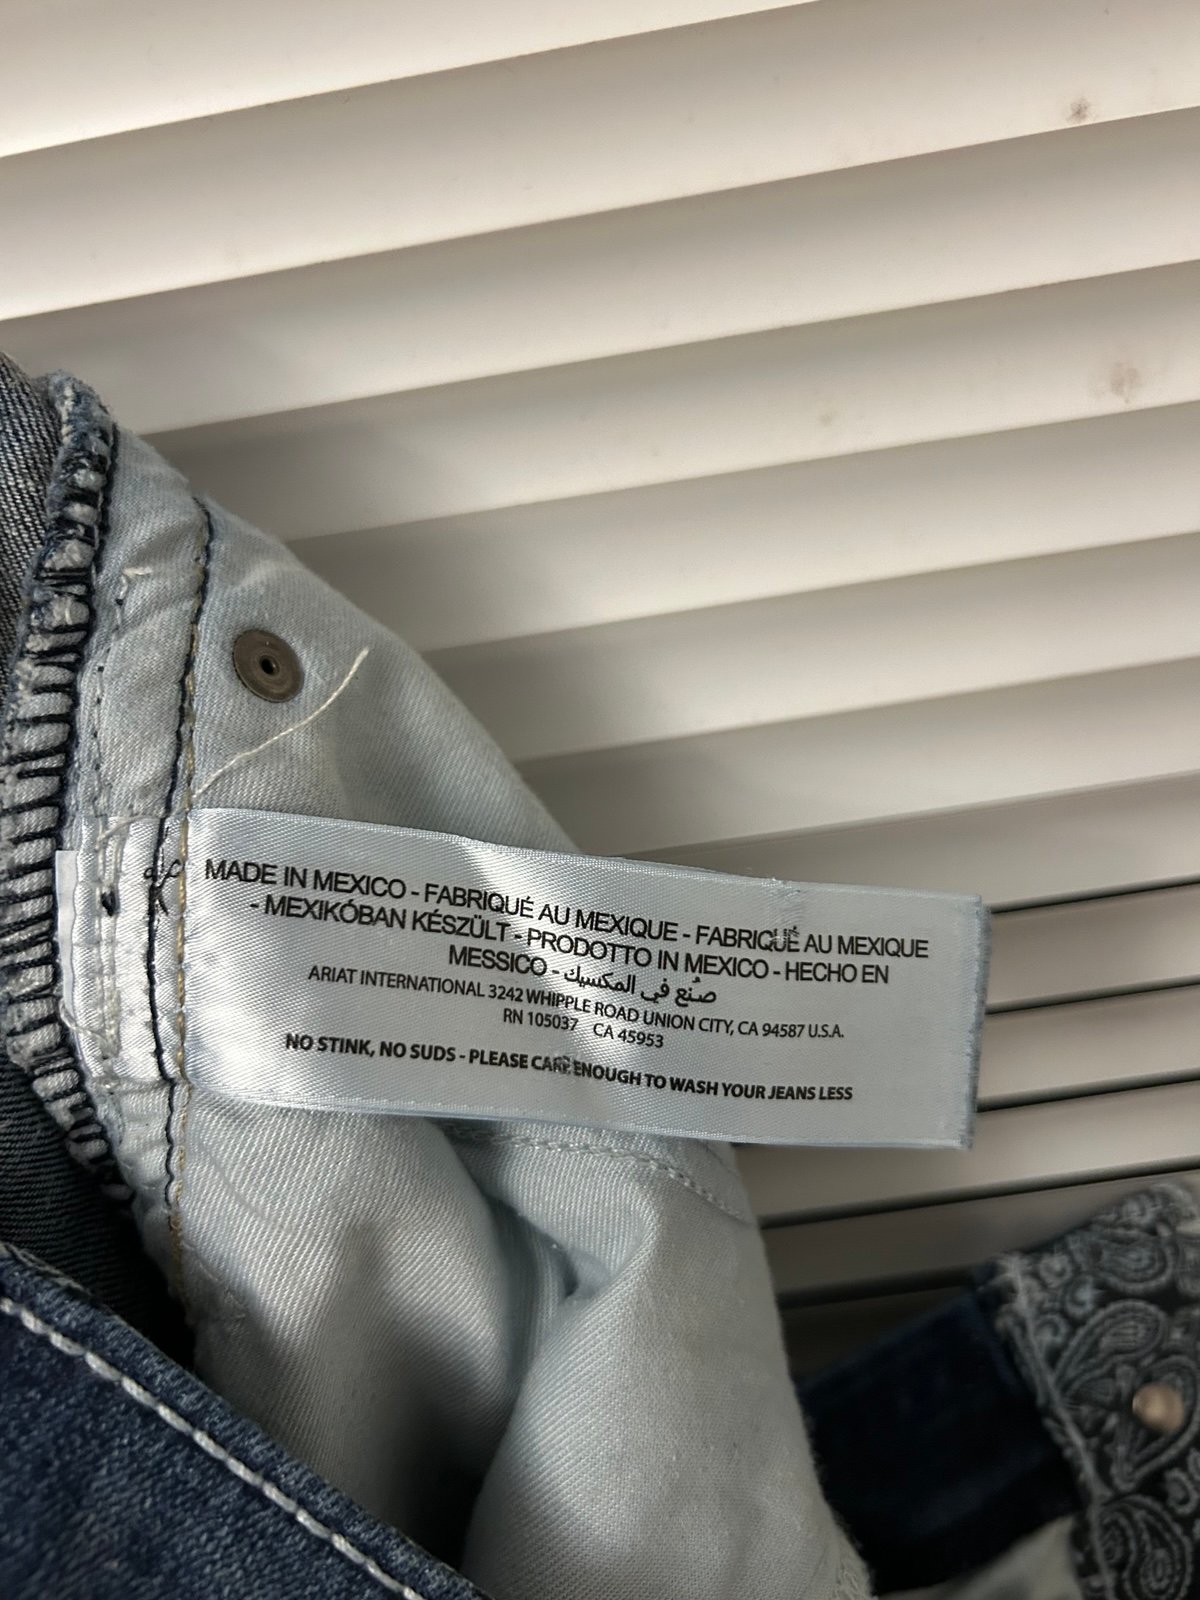 MADE IN MEXICO - FABRIQUÉ AU MEXIQUE - FABRIQUÉ AU MEXIQUE
- MEXIKÓBAN KÉSZÜLT - PRODOTTO IN MEXICO - HECHO EN
MESSICO - صُنع في المكسيك
ARIAT INTERNATIONAL 3242 WHIPPLE ROAD UNION CITY, CA 94587 U.S.A.
RN 105037 CA 45953
NO STINK, NO SUDS - PLEASE CARE ENOUGH TO WASH YOUR JEANS LESS